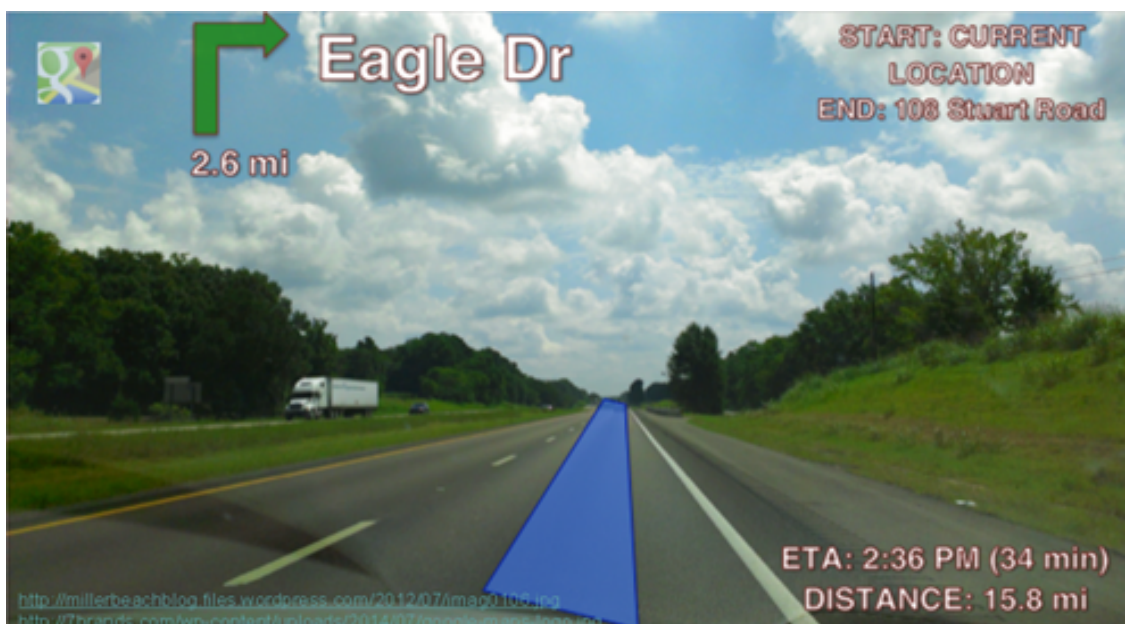 Eagle Dr
2.6 mi
START: CURRENT
LOCATION
END: 108 Stuart Road
ETA: 2:36 PM (34 min)
DISTANCE: 15.8 mi
http://millerbeachblog.files.wordpress.com/2012/07/imag0106.jpg